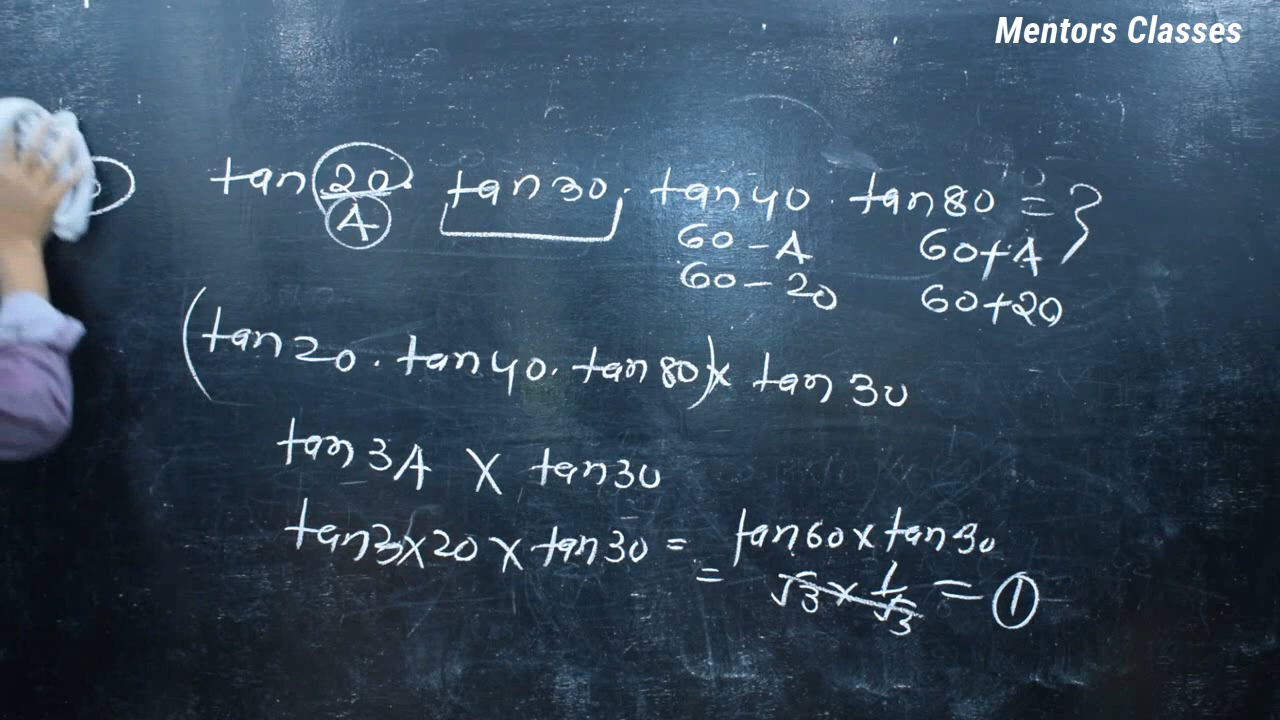 Mentors Classes
tan 20. tan 30. tan 40. tan 80 = ?
A 60 - A 60 + A
60 - 20 60 + 20
(tan 20. tan 40. tan 80) x tan 30
tan 3A X tan 30
tan 3 x 20 x tan 30 = tan 60 x tan 30
= √3 x 1/√3 = 1